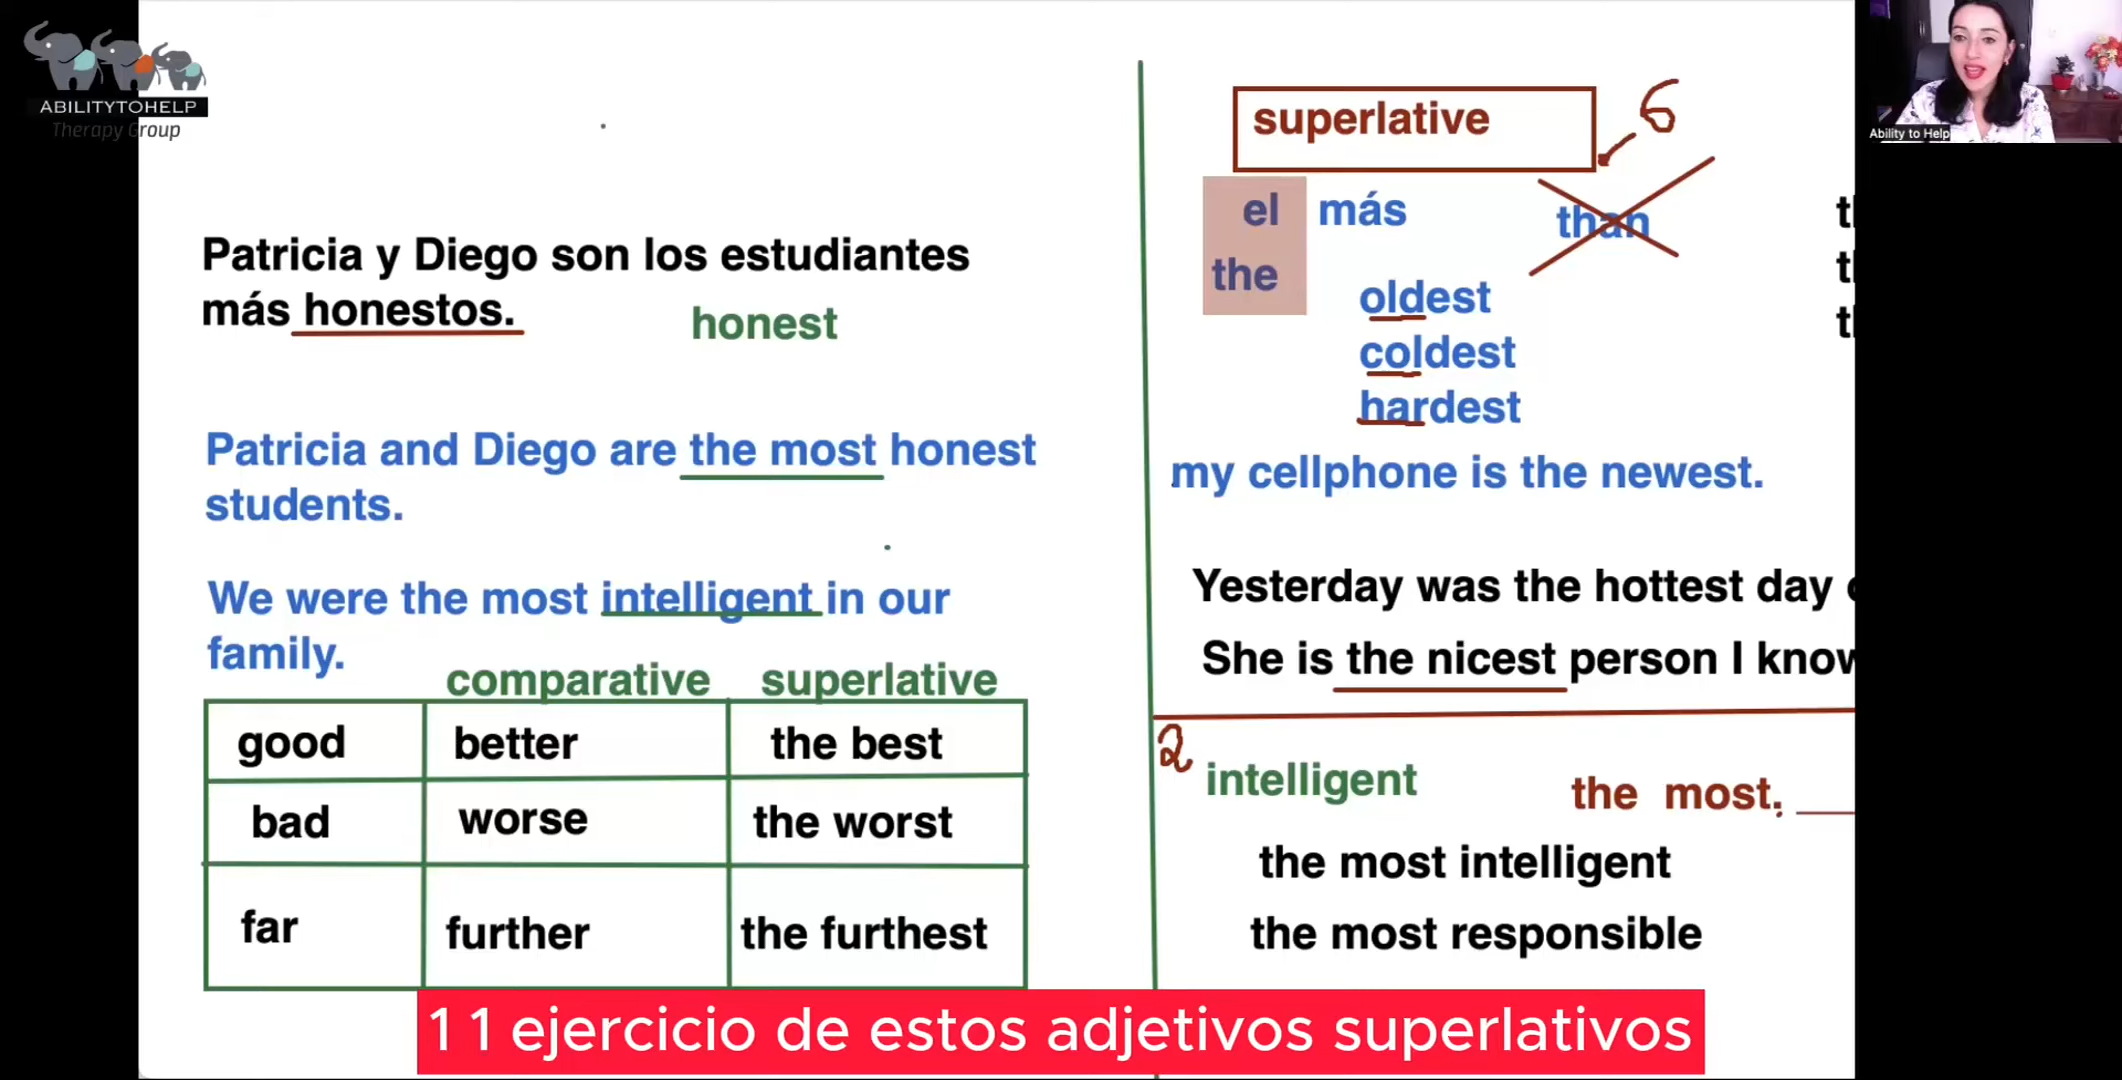 ABILITYTOHELP
Therapy Group
Patricia y Diego son los estudiantes
más honestos.
honest
Patricia and Diego are the most honest
students.
We were the most intelligent in our
family.
comparative superlative
good better the best
bad worse the worst
far further the furthest
superlative 6
el más than
the
oldest
coldest
hardest
my cellphone is the newest.
Yesterday was the hottest day
She is the nicest person I know
2
intelligent the most.
the most intelligent
the most responsible
Ability to Help
1 1 ejercicio de estos adjetivos superlativos